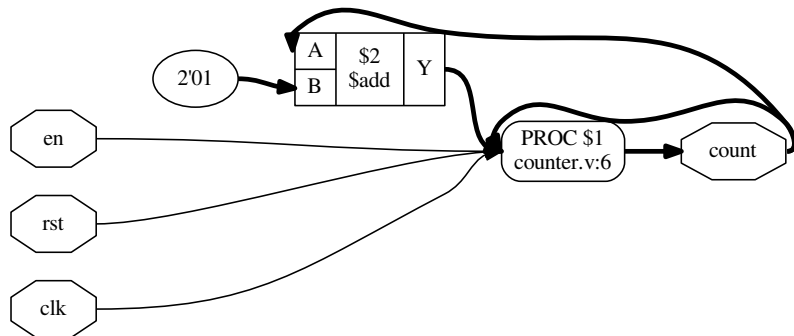 A
$2
$add
Y
B
2'01
en
PROC $1
counter.v:6
count
rst
clk